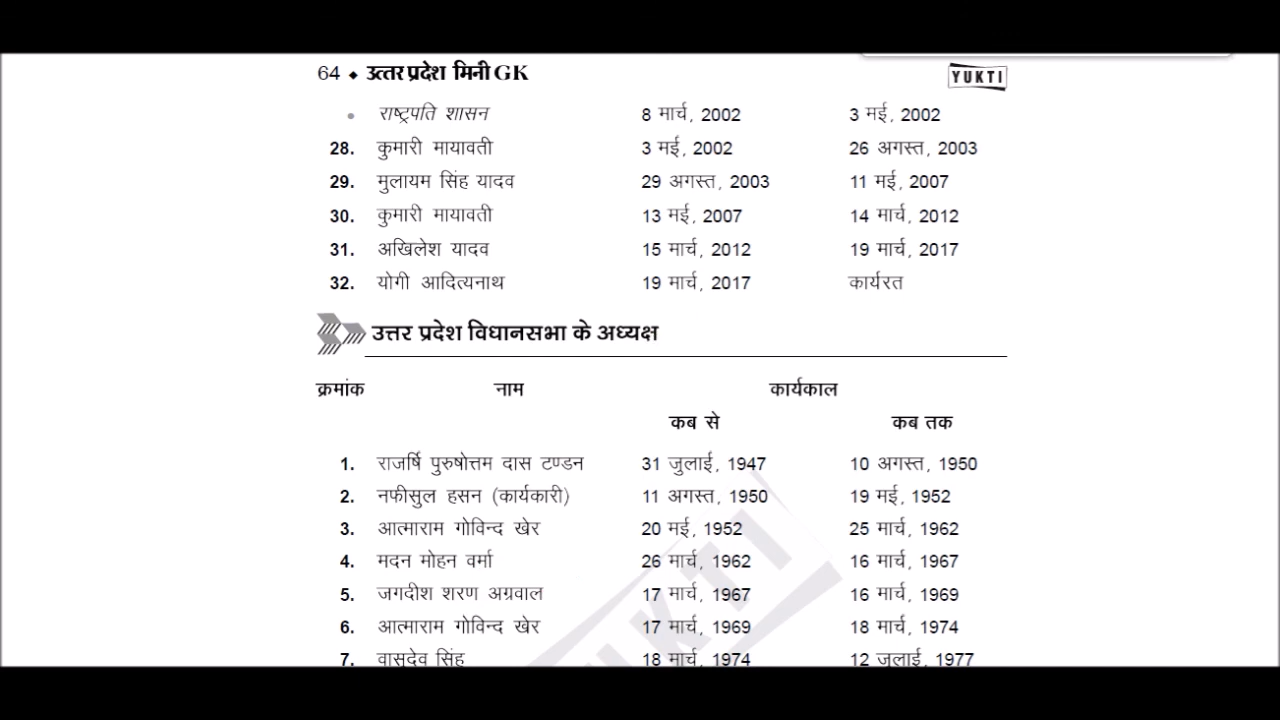 64 ◆ उत्तर प्रदेश मिनी GK YUKTI
• राष्ट्रपति शासन 8 मार्च, 2002 3 मई, 2002
28. कुमारी मायावती 3 मई, 2002 26 अगस्त, 2003
29. मुलायम सिंह यादव 29 अगस्त, 2003 11 मई, 2007
30. कुमारी मायावती 13 मई, 2007 14 मार्च, 2012
31. अखिलेश यादव 15 मार्च, 2012 19 मार्च, 2017
32. योगी आदित्यनाथ 19 मार्च, 2017 कार्यरत
उत्तर प्रदेश विधानसभा के अध्यक्ष
क्रमांक नाम कार्यकाल
कब से कब तक
1. राजर्षि पुरुषोत्तम दास टण्डन 31 जुलाई, 1947 10 अगस्त, 1950
2. नफीसुल हसन (कार्यकारी) 11 अगस्त, 1950 19 मई, 1952
3. आत्माराम गोविन्द खेर 20 मई, 1952 25 मार्च, 1962
4. मदन मोहन वर्मा 26 मार्च, 1962 16 मार्च, 1967
5. जगदीश शरण अग्रवाल 17 मार्च, 1967 16 मार्च, 1969
6. आत्माराम गोविन्द खेर 17 मार्च, 1969 18 मार्च, 1974
7. वासुदेव सिंह 18 मार्च, 1974 12 जुलाई, 1977
YUKTI